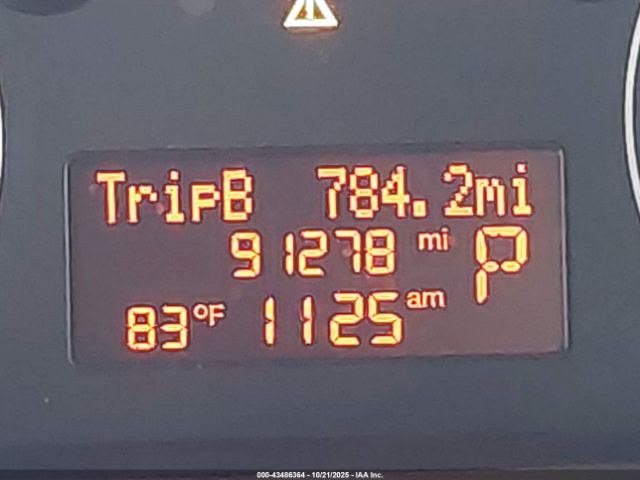 TripB 784.2mi
91278 mi P
83°F 1125 am
000-43486364 - 10/21/2025 - IAA Inc.